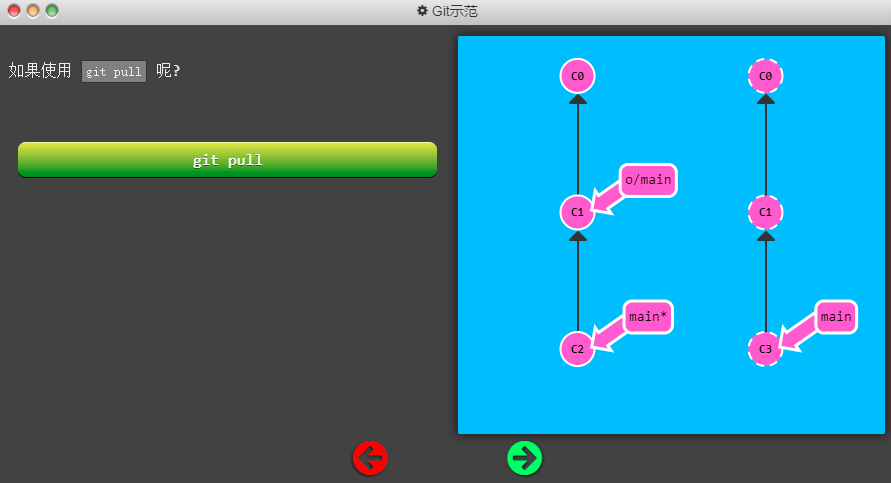 Git示范
如果使用 git pull 呢?
git pull
C0
C0
o/main
C1
C1
main*
main
C2
C3